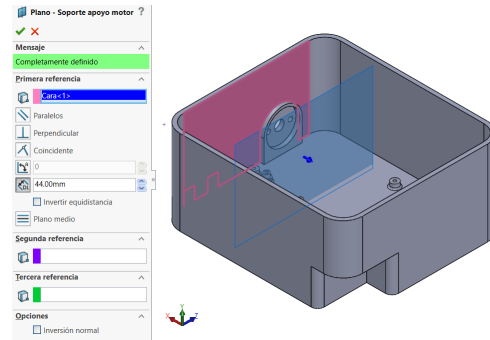 Plano - Soporte apoyo motor ?
Mensaje
Completamente definido
Primera referencia
Cara<1>
Paralelos
Perpendicular
Coincidente
0
44.00mm
Invertir equidistancia
Plano medio
Segunda referencia
Tercera referencia
Opciones
Inversión normal
Y
X
Z